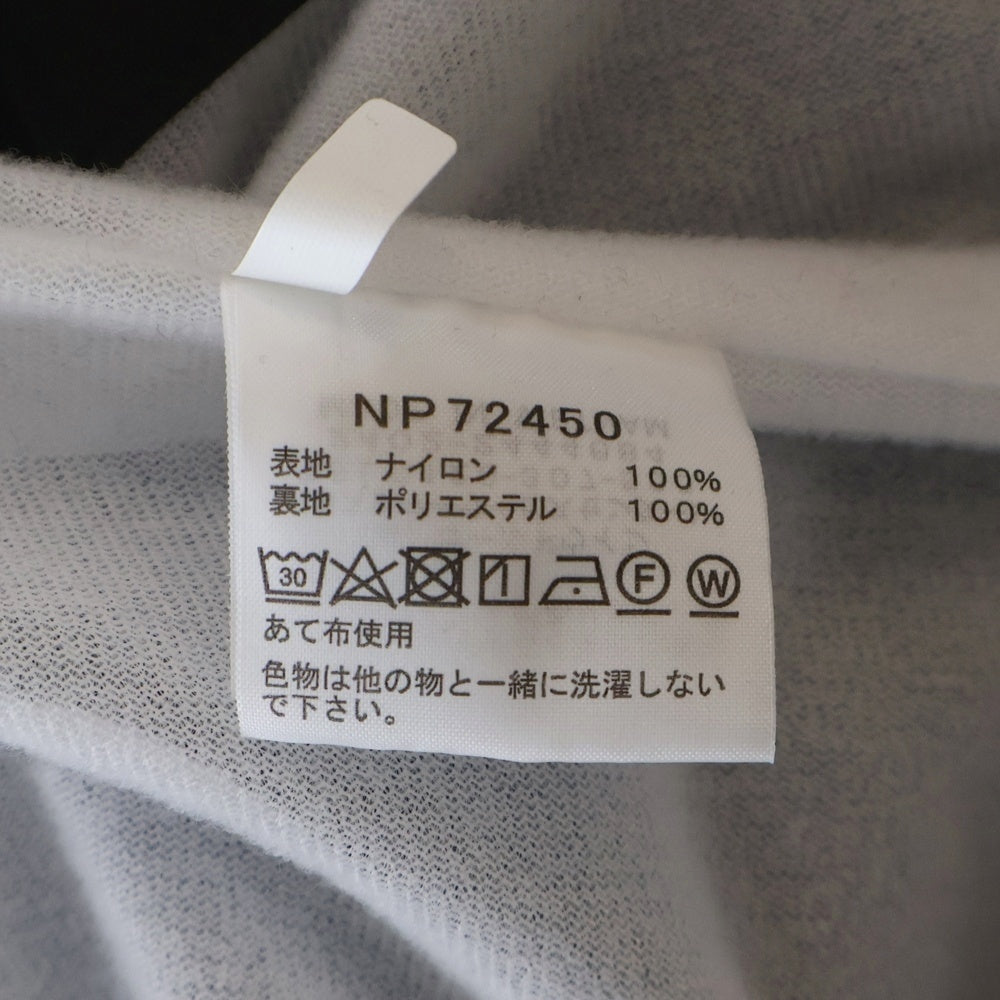 NP72450
表地 ナイロン 100%
裏地 ポリエステル 100%
30 F W
あて布使用
色物は他の物と一緒に洗濯しない
で下さい。